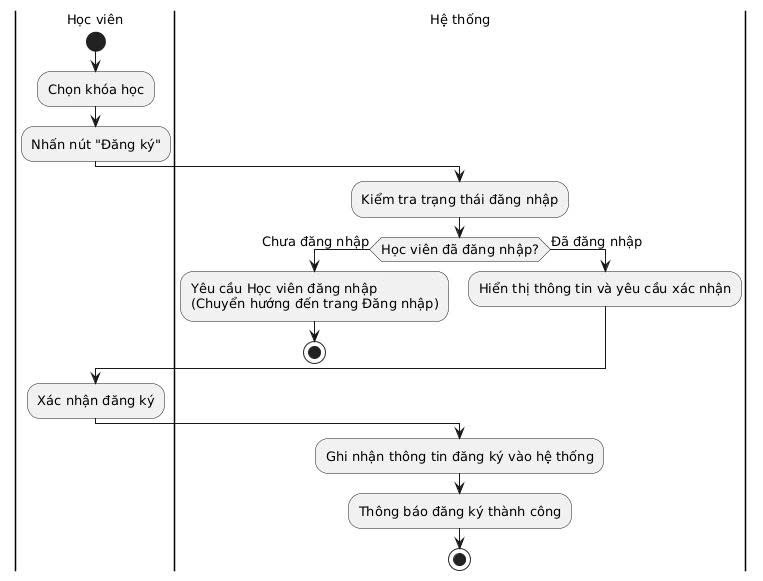 Học viên
Hệ thống
Chọn khóa học
Nhấn nút "Đăng ký"
Kiểm tra trạng thái đăng nhập
Chưa đăng nhập
Học viên đã đăng nhập?
Đã đăng nhập
Yêu cầu Học viên đăng nhập
(Chuyển hướng đến trang Đăng nhập)
Hiển thị thông tin và yêu cầu xác nhận
Xác nhận đăng ký
Ghi nhận thông tin đăng ký vào hệ thống
Thông báo đăng ký thành công